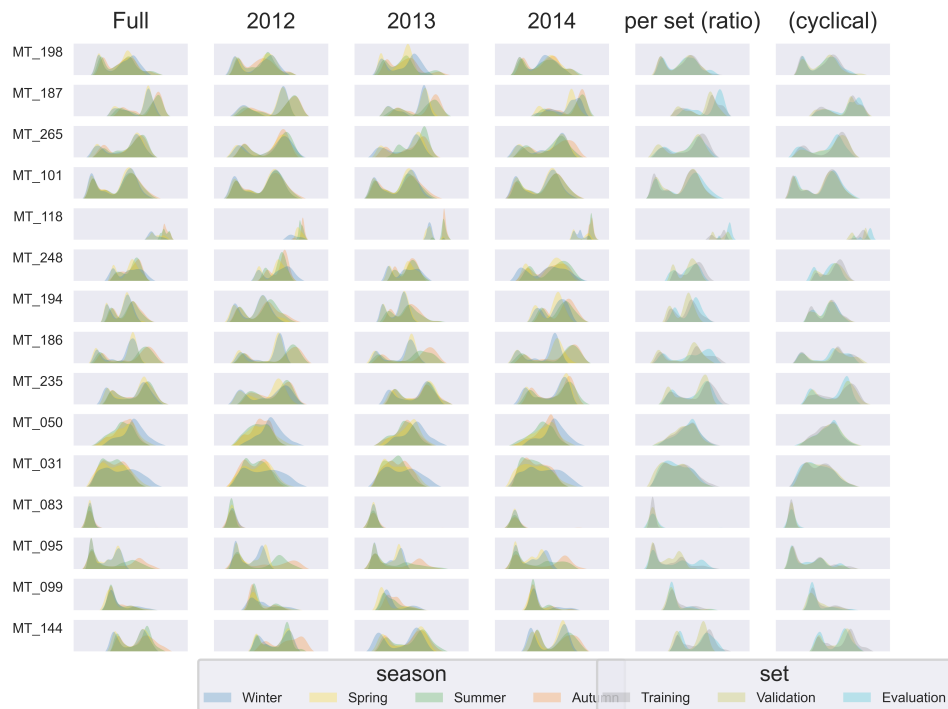 Full 2012 2013 2014 per set (ratio) (cyclical)
MT_198
MT_187
MT_265
MT_101
MT_118
MT_248
MT_194
MT_186
MT_235
MT_050
MT_031
MT_083
MT_095
MT_099
MT_144
season set
Winter Spring Summer Autumn Training Validation Evaluation